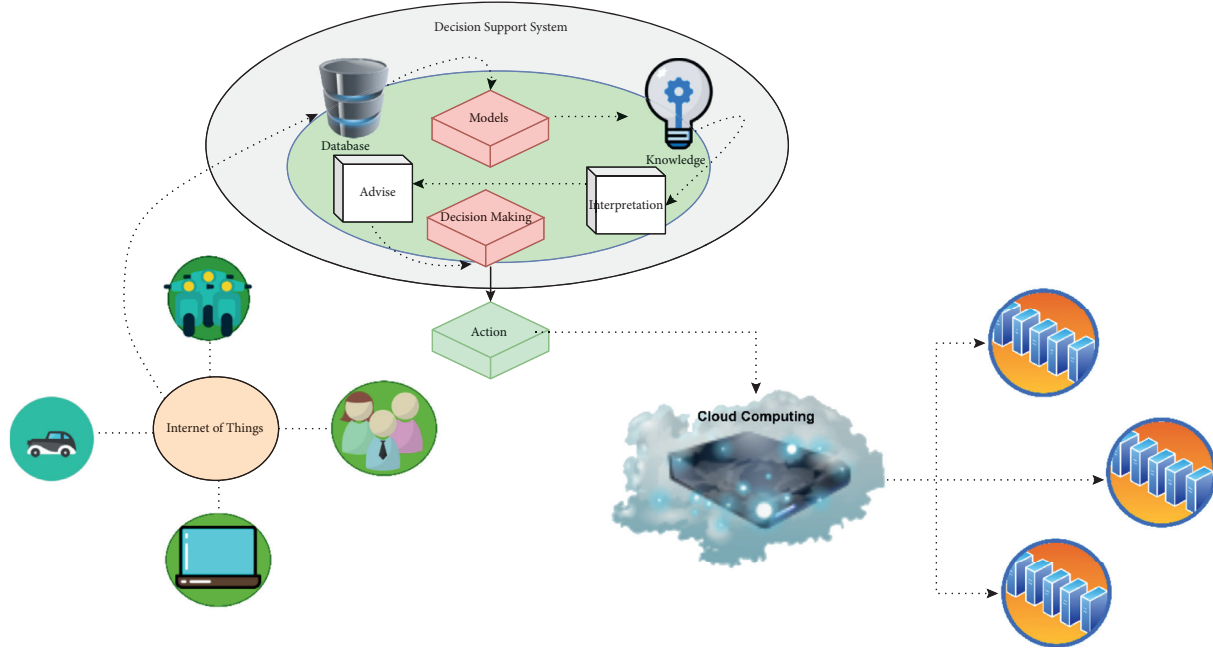 Decision Support System
Models
Database
Knowledge
Advise
Interpretation
Decision Making
Action
Internet of Things
Cloud Computing